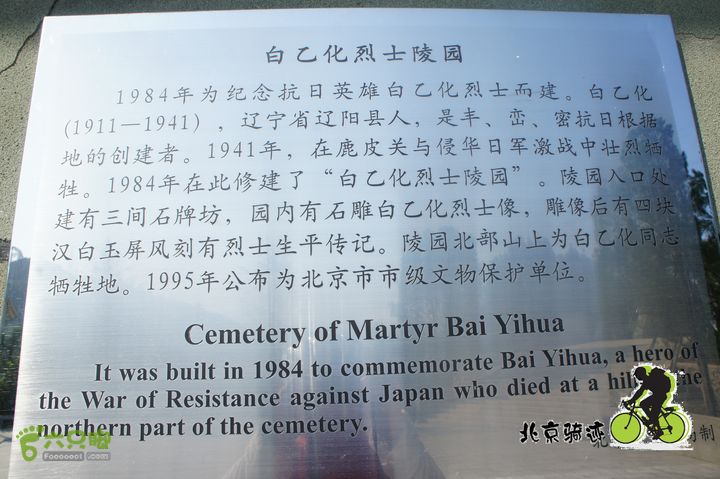 白乙化烈士陵园
1984年为纪念抗日英雄白乙化烈士而建。白乙化
(1911—1941)，辽宁省辽阳县人，是丰、峦、密抗日根据
地的创建者。1941年，在鹿皮关与侵华日军激战中壮烈牺
牲。1984年在此修建了“白乙化烈士陵园”。陵园入口处
建有三间石牌坊，园内有石雕白乙化烈士像，雕像后有四块
汉白玉屏风刻有烈士生平传记。陵园北部山上为白乙化同志
牺牲地。1995年公布为北京市市级文物保护单位。
Cemetery of Martyr Bai Yihua
It was built in 1984 to commemorate Bai Yihua, a hero of
the War of Resistance against Japan who died at a hill
northern part of the cemetery.
六只脚
Foooooot.com
北京骑迹
制